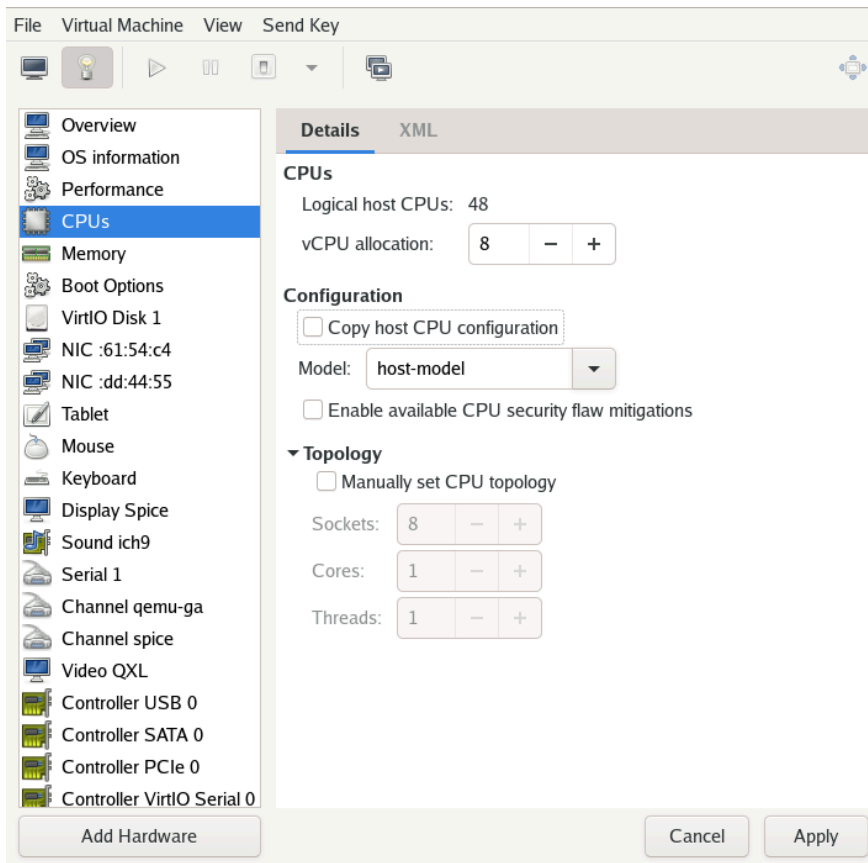 File Virtual Machine View Send Key
Overview
OS information
Performance
CPUs
Memory
Boot Options
VirtIO Disk 1
NIC :61:54:c4
NIC :dd:44:55
Tablet
Mouse
Keyboard
Display Spice
Sound ich9
Serial 1
Channel qemu-ga
Channel spice
Video QXL
Controller USB 0
Controller SATA 0
Controller PCIe 0
Controller VirtIO Serial 0
Add Hardware
Details XML
CPUs
Logical host CPUs: 48
vCPU allocation: 8 − +
Configuration
Copy host CPU configuration
Model: host-model
Enable available CPU security flaw mitigations
Topology
Manually set CPU topology
Sockets: 8 − +
Cores: 1 − +
Threads: 1 − +
Cancel Apply